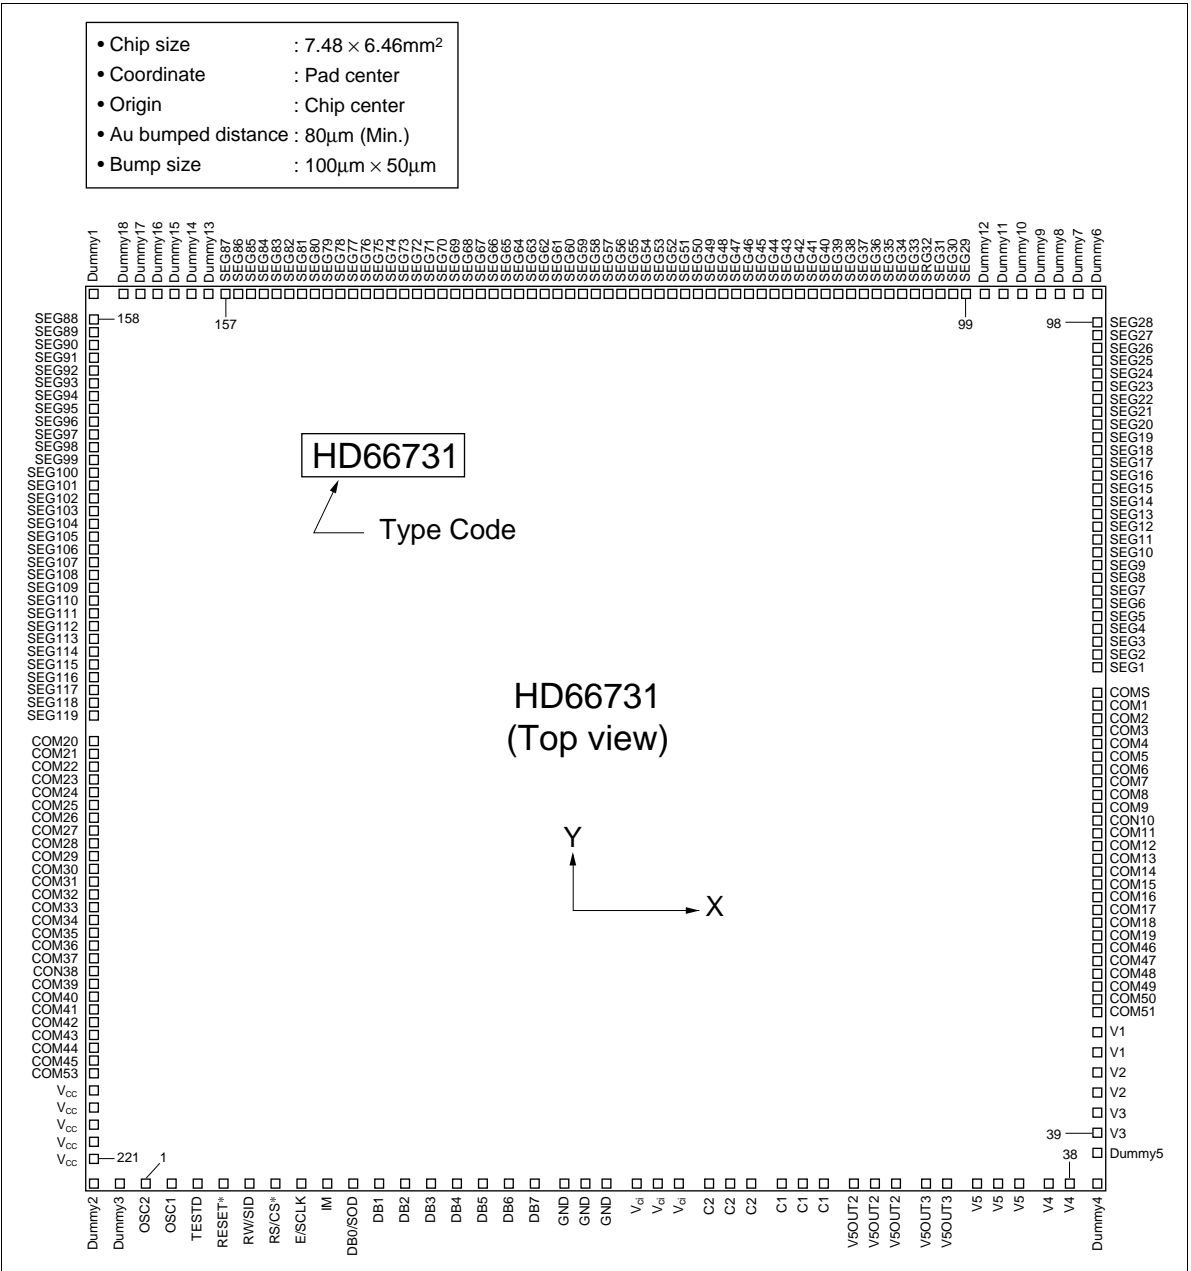 • Chip size : 7.48 × 6.46mm²
• Coordinate : Pad center
• Origin : Chip center
• Au bumped distance : 80µm (Min.)
• Bump size : 100µm × 50µm
Dummy1
Dummy18
Dummy17
Dummy16
Dummy15
Dummy14
Dummy13
SEG87
SEG86
SEG85
SEG84
SEG83
SEG82
SEG81
SEG80
SEG79
SEG78
SEG77
SEG76
SEG75
SEG74
SEG73
SEG72
SEG71
SEG70
SEG69
SEG68
SEG67
SEG66
SEG65
SEG64
SEG63
SEG62
SEG61
SEG60
SEG59
SEG58
SEG57
SEG56
SEG55
SEG54
SEG53
SEG52
SEG51
SEG50
SEG49
SEG48
SEG47
SEG46
SEG45
SEG44
SEG43
SEG42
SEG41
SEG40
SEG39
SEG38
SEG37
SEG36
SEG35
SEG34
SEG33
SRG32
SEG31
SEG30
SEG29
Dummy12
Dummy11
Dummy10
Dummy9
Dummy8
Dummy7
Dummy6
158
157
99
98
SEG88
SEG89
SEG90
SEG91
SEG92
SEG93
SEG94
SEG95
SEG96
SEG97
SEG98
SEG99
SEG100
SEG101
SEG102
SEG103
SEG104
SEG105
SEG106
SEG107
SEG108
SEG109
SEG110
SEG111
SEG112
SEG113
SEG114
SEG115
SEG116
SEG117
SEG118
SEG119
COM20
COM21
COM22
COM23
COM24
COM25
COM26
COM27
COM28
COM29
COM30
COM31
COM32
COM33
COM34
COM35
COM36
COM37
CON38
COM39
COM40
COM41
COM42
COM43
COM44
COM45
COM53
VCC
VCC
VCC
VCC
VCC
221
1
HD66731
Type Code
HD66731
(Top view)
Y
X
SEG28
SEG27
SEG26
SEG25
SEG24
SEG23
SEG22
SEG21
SEG20
SEG19
SEG18
SEG17
SEG16
SEG15
SEG14
SEG13
SEG12
SEG11
SEG10
SEG9
SEG8
SEG7
SEG6
SEG5
SEG4
SEG3
SEG2
SEG1
COMS
COM1
COM2
COM3
COM4
COM5
COM6
COM7
COM8
COM9
CON10
COM11
COM12
COM13
COM14
COM15
COM16
COM17
COM18
COM19
COM46
COM47
COM48
COM49
COM50
COM51
V1
V1
V2
V2
V3
39
V3
38
Dummy5
Dummy2
Dummy3
OSC2
OSC1
TESTD
RESET*
RW/SID
RS/CS*
E/SCLK
IM
DB0/SOD
DB1
DB2
DB3
DB4
DB5
DB6
DB7
GND
GND
GND
Vci
Vci
Vci
C2
C2
C2
C1
C1
C1
V5OUT2
V5OUT2
V5OUT2
V5OUT3
V5OUT3
V5
V5
V5
V4
V4
Dummy4